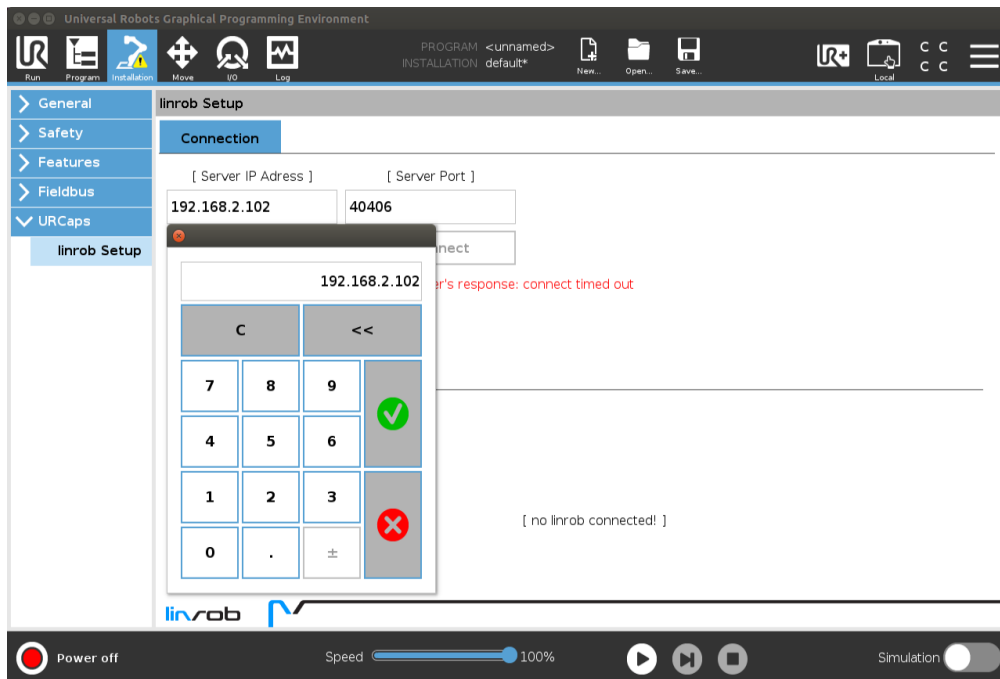 Universal Robots Graphical Programming Environment
PROGRAM <unnamed>
INSTALLATION default*
Run Program Installation Move I/O Log New... Open... Save... UR+ Local
C C
C C
General
Safety
Features
Fieldbus
URCaps
linrob Setup
linrob Setup
Connection
[ Server IP Adress ] [ Server Port ]
192.168.2.102 40406
nnect
192.168.2.102
er's response: connect timed out
C <<
7 8 9
4 5 6
1 2 3
0 . ±
[ no linrob connected! ]
linrob
Power off Speed 100% Simulation